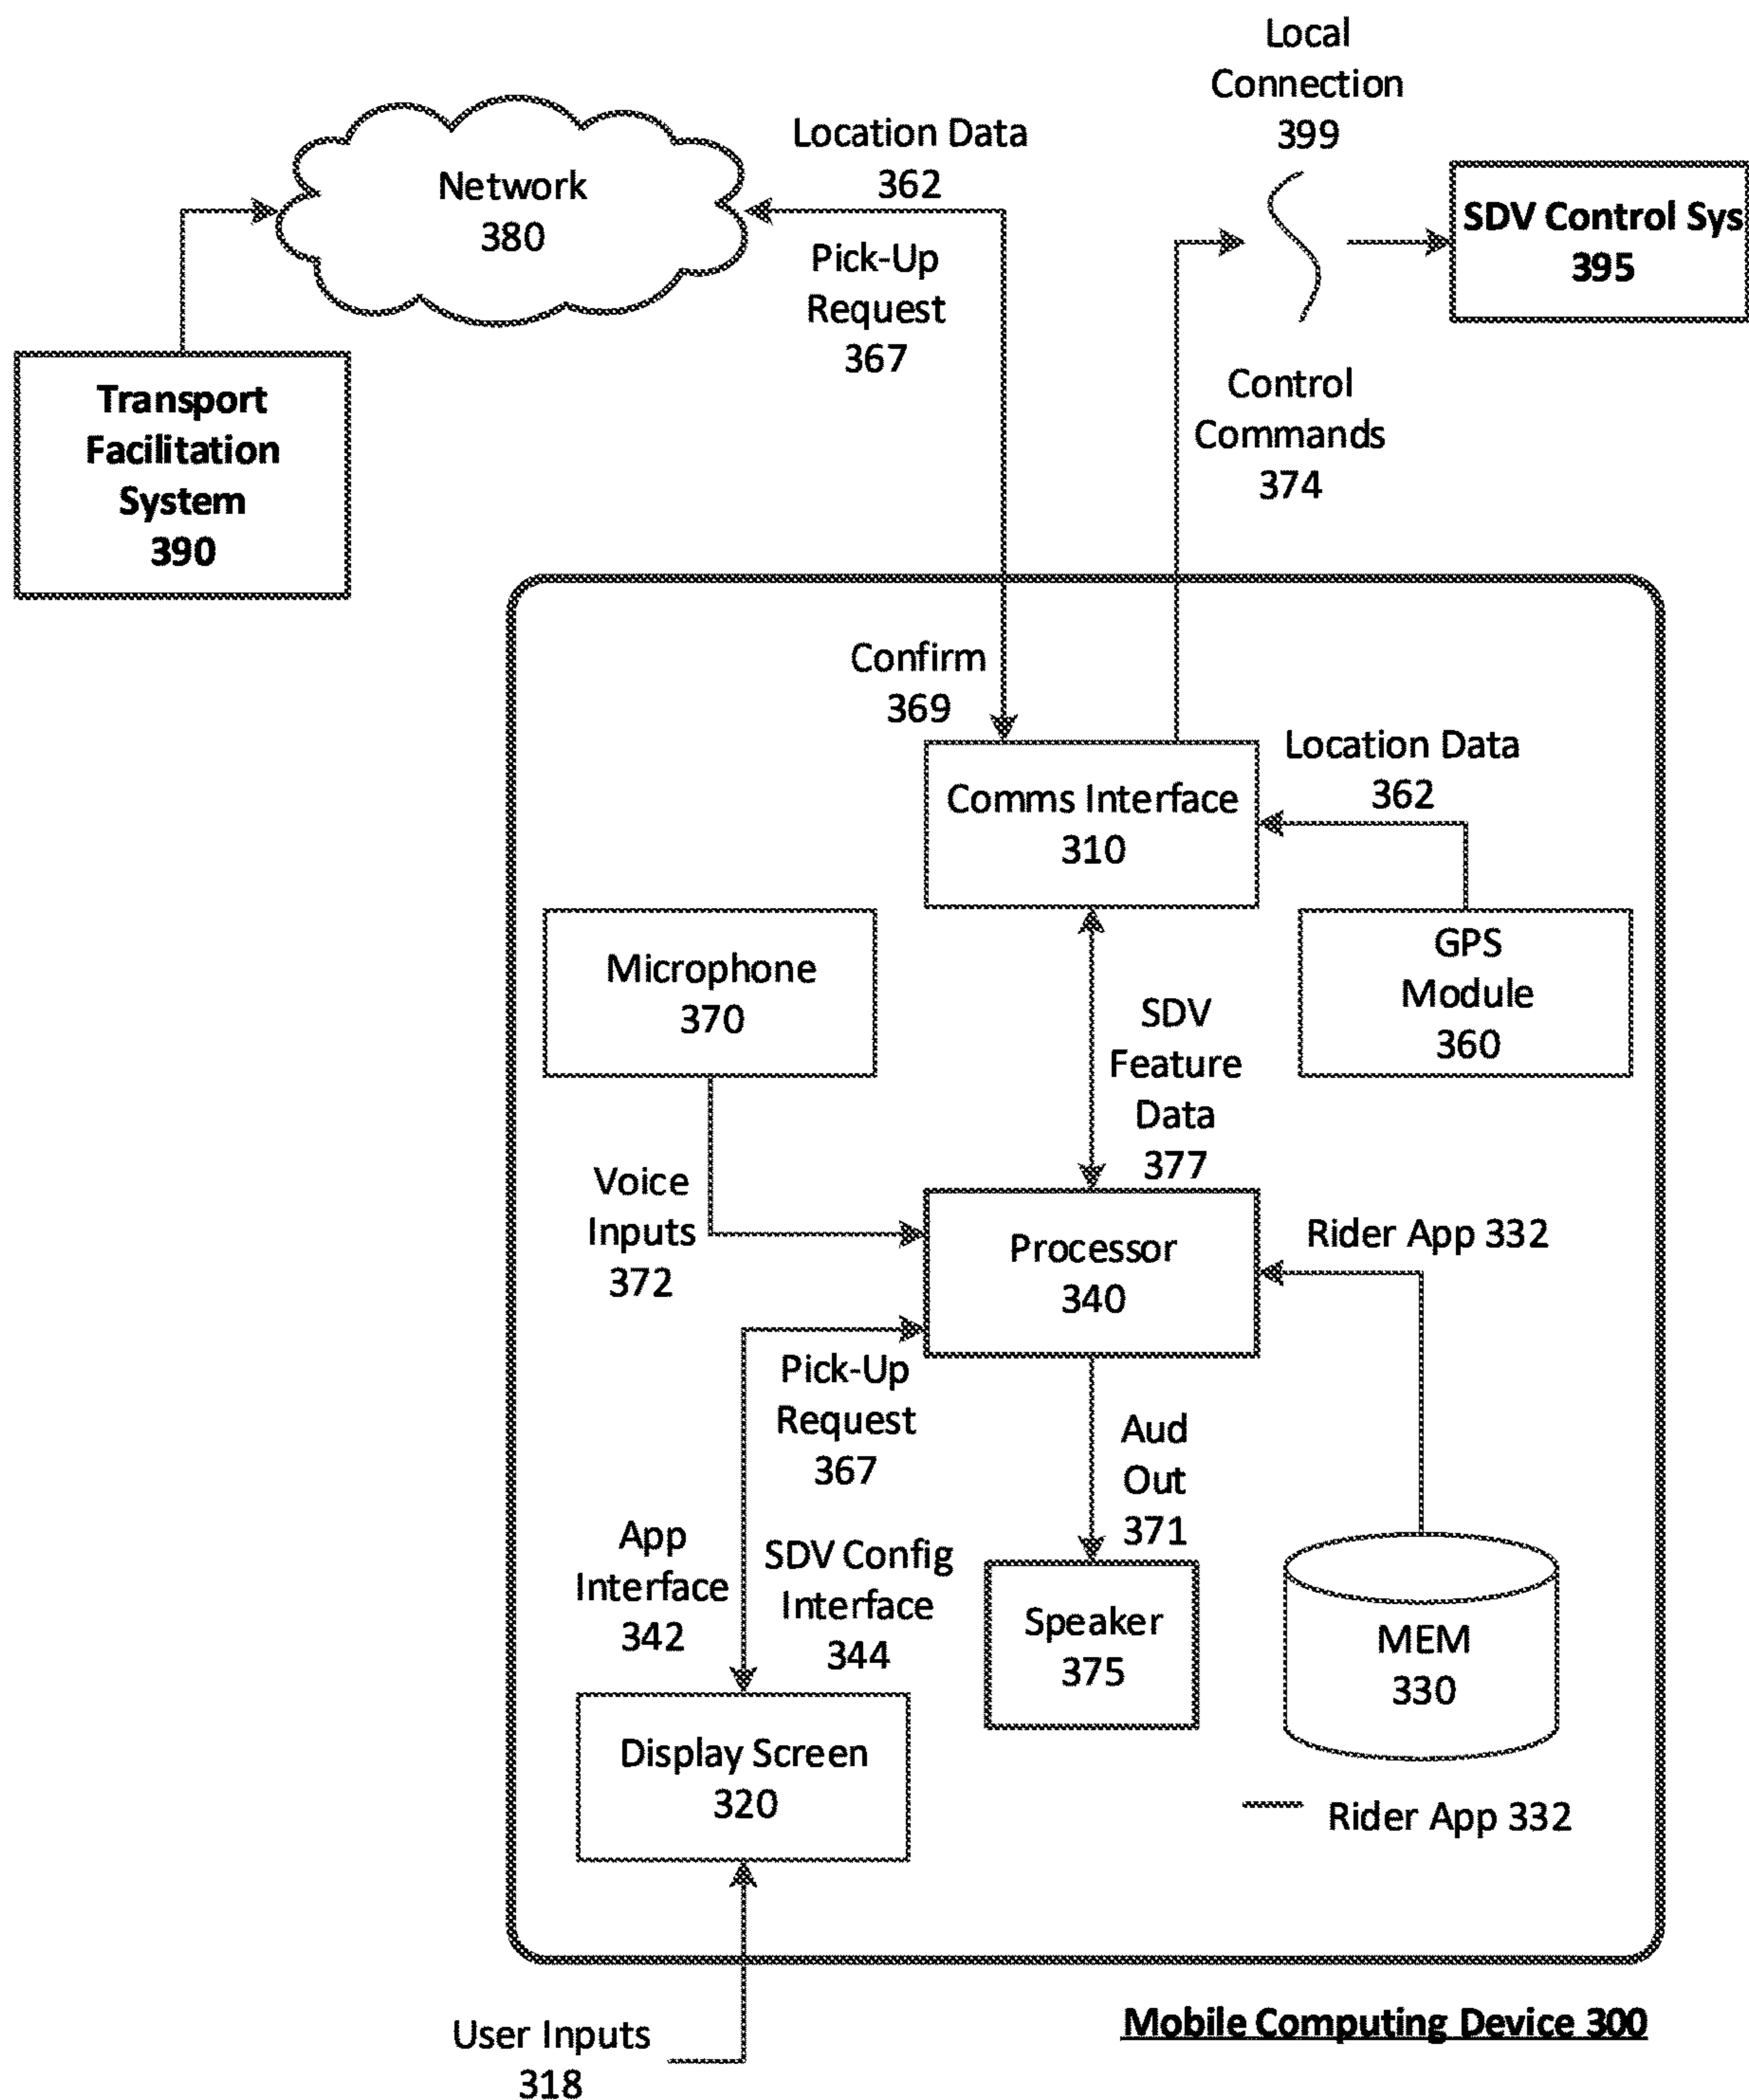 Local
Connection
399
Location Data
362
Network
380
SDV Control Sys
395
Pick-Up
Request
367
Transport
Facilitation
System
390
Control
Commands
374
Confirm
369
Location Data
362
Comms Interface
310
GPS
Module
360
Microphone
370
SDV
Feature
Data
377
Voice
Inputs
372
Processor
340
Rider App 332
Pick-Up
Request
367
Aud
Out
371
App
Interface
342
SDV Config
Interface
344
Speaker
375
MEM
330
Display Screen
320
Rider App 332
Mobile Computing Device 300
User Inputs
318